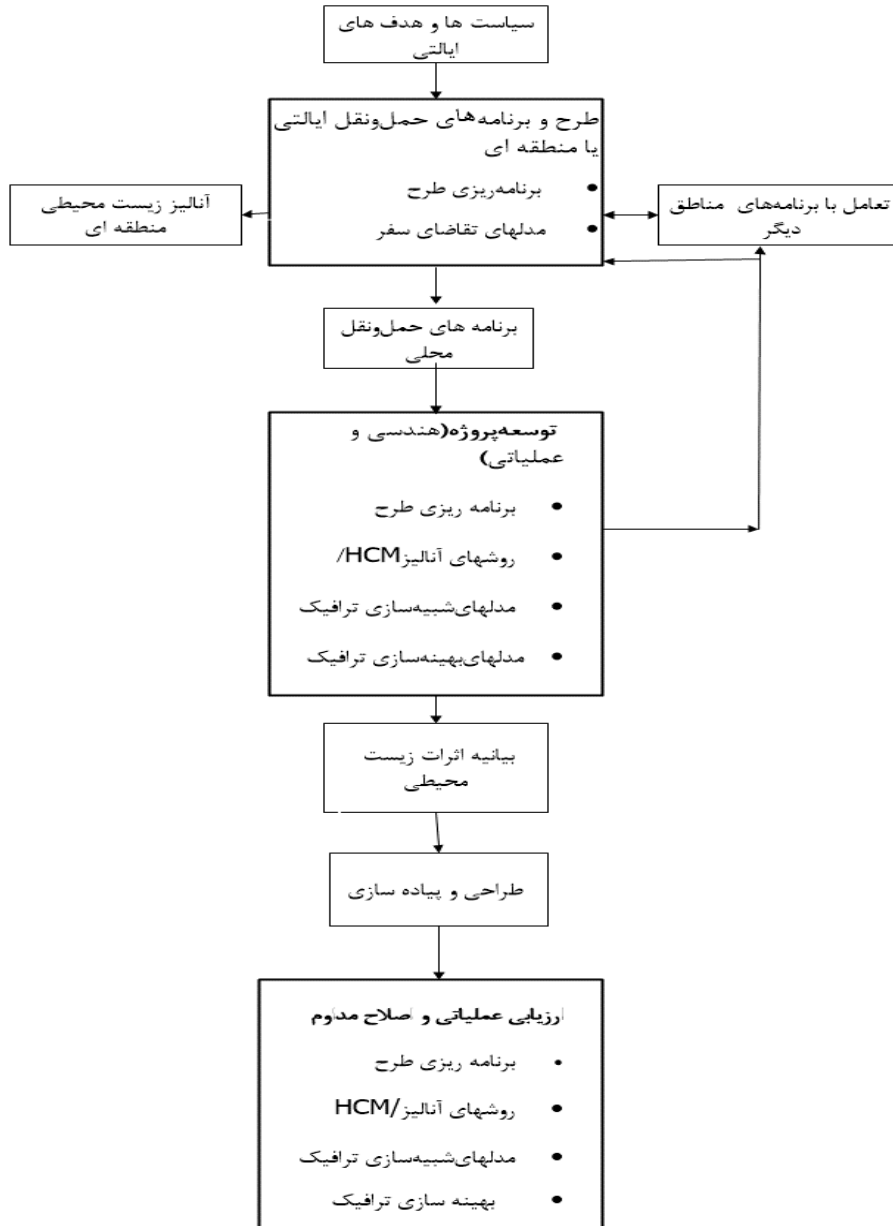 سیاست ها و هدف های
ایالتی
طرح و برنامه‌های حمل‌ونقل ایالتی
یا منطقه ای
• برنامه‌ریزی طرح
• مدلهای تقاضای سفر
تعامل با برنامه‌های مناطق
دیگر
آنالیز زیست محیطی
منطقه ای
برنامه های حمل‌ونقل
محلی
توسعه‌پروژه(هندسی و
عملیاتی)
• برنامه ریزی طرح
• روشهای آنالیزHCM/
• مدلهای‌شبیه‌سازی ترافیک
• مدلهای‌بهینه‌سازی ترافیک
بیانیه اثرات زیست
محیطی
طراحی و پیاده سازی
ارزیابی عملیاتی و اصلاح مداوم
• برنامه ریزی طرح
• روشهای آنالیز/HCM
• مدلهای‌شبیه‌سازی ترافیک
• بهینه سازی ترافیک